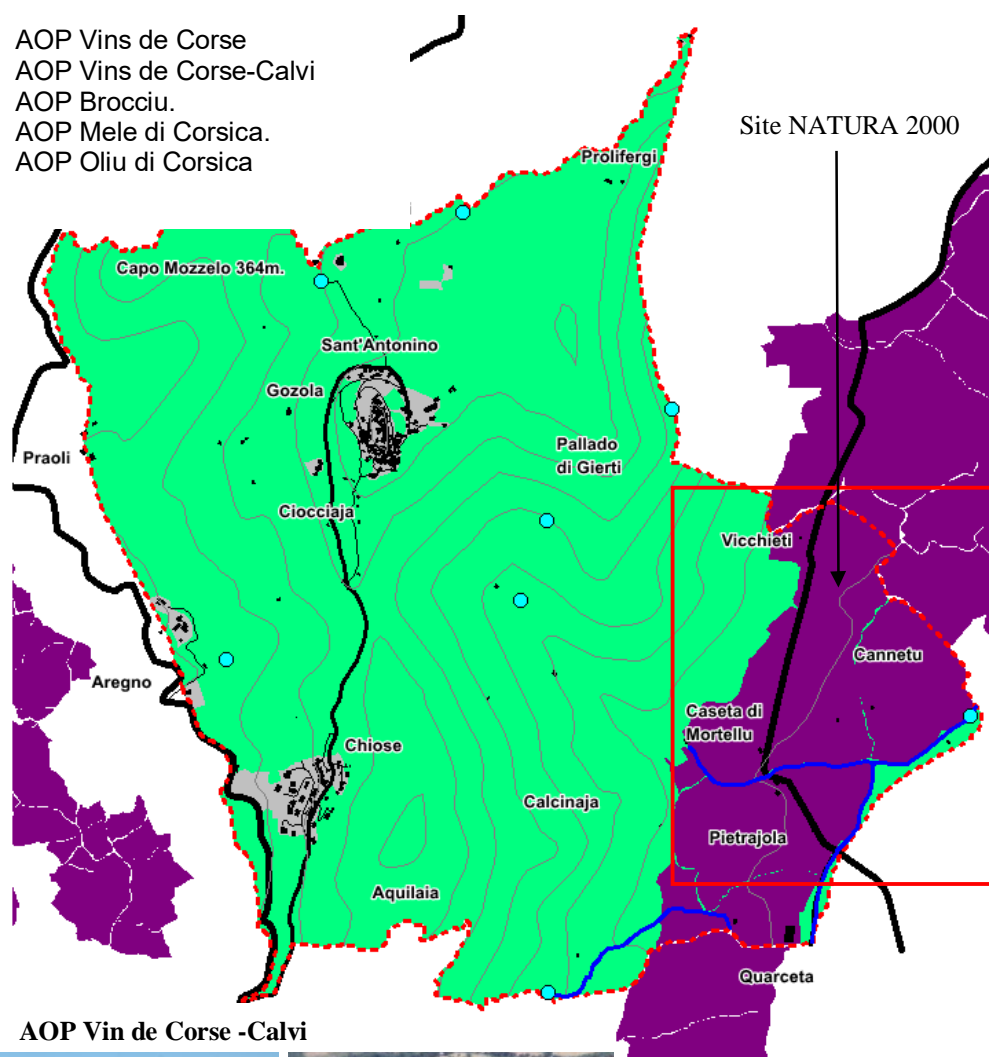 AOP Vins de Corse
AOP Vins de Corse-Calvi
AOP Brocciu.
AOP Mele di Corsica.
AOP Oliu di Corsica
Site NATURA 2000
Prolifergi
Capo Mozzelo 364m.
Sant'Antonino
Gozola
Pallado
di Gierti
Praoli
Ciocciaja
Vicchieti
Cannetu
Aregno
Caseta di
Mortellu
Chiose
Calcinaja
Pietrajola
Aquilaia
Quarceta
AOP Vin de Corse -Calvi